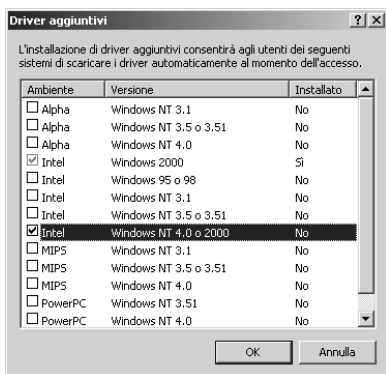 Driver aggiuntivi
L'installazione di driver aggiuntivi consentirà agli utenti dei seguenti
sistemi di scaricare i driver automaticamente al momento dell'accesso.
Ambiente Versione Installato
Alpha Windows NT 3.1 No
Alpha Windows NT 3.5 o 3.51 No
Alpha Windows NT 4.0 No
Intel Windows 2000 Sì
Intel Windows 95 o 98 No
Intel Windows NT 3.1 No
Intel Windows NT 3.5 o 3.51 No
Intel Windows NT 4.0 o 2000 No
MIPS Windows NT 3.1 No
MIPS Windows NT 3.5 o 3.51 No
MIPS Windows NT 4.0 No
PowerPC Windows NT 3.51 No
PowerPC Windows NT 4.0 No
OK Annulla